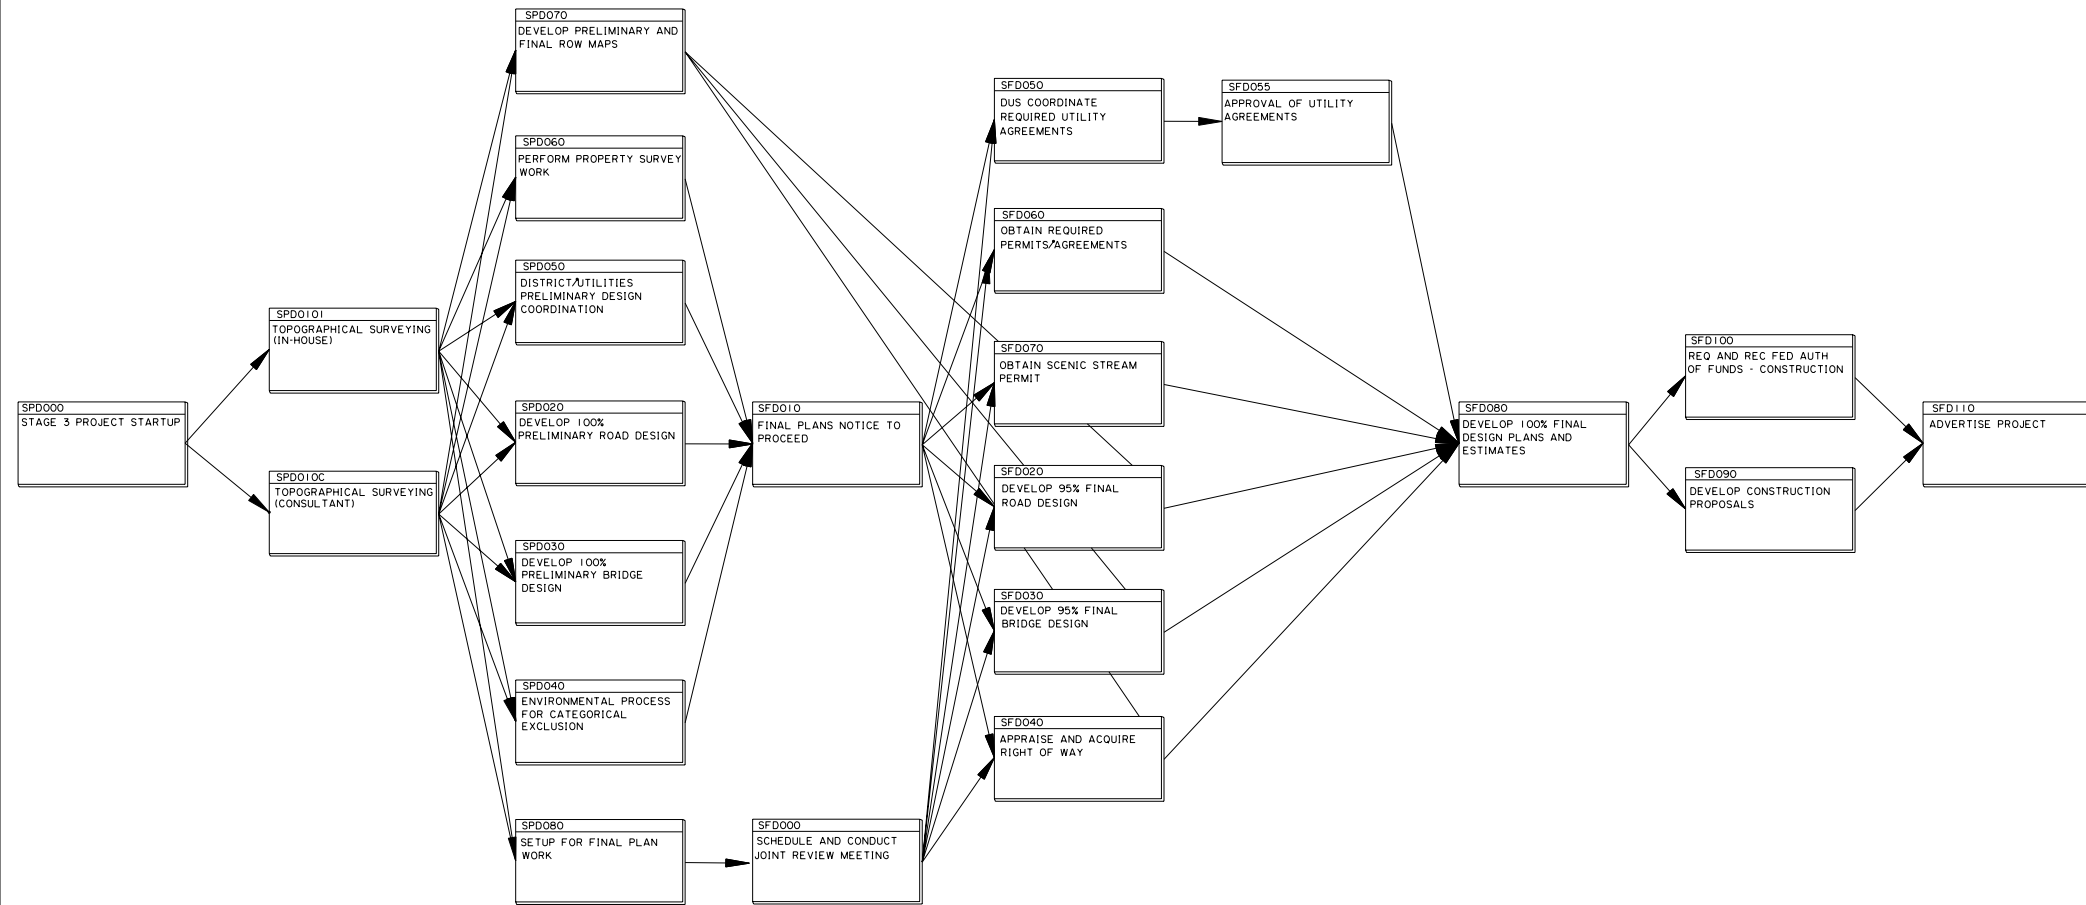 SPD000
STAGE 3 PROJECT STARTUP
SPD0101
TOPOGRAPHICAL SURVEYING
(IN-HOUSE)
SPD010C
TOPOGRAPHICAL SURVEYING
(CONSULTANT)
SPD070
DEVELOP PRELIMINARY AND
FINAL ROW MAPS
SPD060
PERFORM PROPERTY SURVEY
WORK
SPD050
DISTRICT/UTILITIES
PRELIMINARY DESIGN
COORDINATION
SPD020
DEVELOP 100%
PRELIMINARY ROAD DESIGN
SPD030
DEVELOP 100%
PRELIMINARY BRIDGE
DESIGN
SPD040
ENVIRONMENTAL PROCESS
FOR CATEGORICAL
EXCLUSION
SPD080
SETUP FOR FINAL PLAN
WORK
SFD010
FINAL PLANS NOTICE TO
PROCEED
SFD000
SCHEDULE AND CONDUCT
JOINT REVIEW MEETING
SFD050
DUS COORDINATE
REQUIRED UTILITY
AGREEMENTS
SFD055
APPROVAL OF UTILITY
AGREEMENTS
SFD060
OBTAIN REQUIRED
PERMITS/AGREEMENTS
SFD070
OBTAIN SCENIC STREAM
PERMIT
SFD020
DEVELOP 95% FINAL
ROAD DESIGN
SFD030
DEVELOP 95% FINAL
BRIDGE DESIGN
SFD040
APPRAISE AND ACQUIRE
RIGHT OF WAY
SFD080
DEVELOP 100% FINAL
DESIGN PLANS AND
ESTIMATES
SFD100
REQ AND REC FED AUTH
OF FUNDS - CONSTRUCTION
SFD090
DEVELOP CONSTRUCTION
PROPOSALS
SFD110
ADVERTISE PROJECT